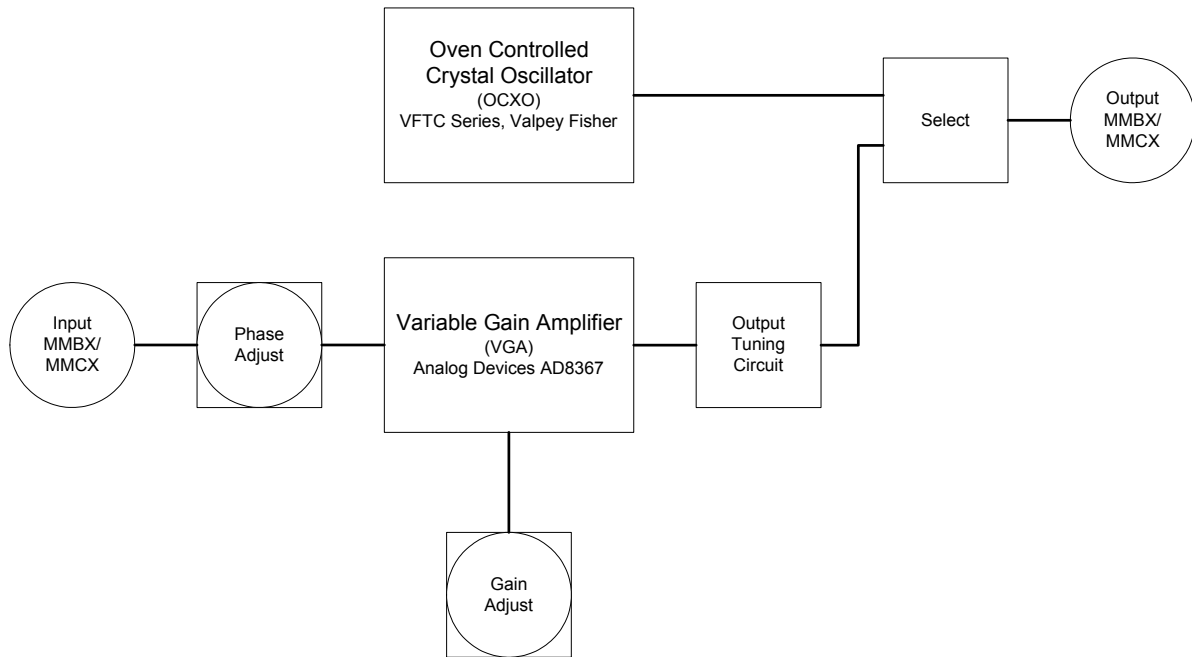 Oven Controlled
Crystal Oscillator
(OCXO)
VFTC Series, Valpey Fisher
Select
Output
MMBX/
MMCX
Input
MMBX/
MMCX
Phase
Adjust
Variable Gain Amplifier
(VGA)
Analog Devices AD8367
Output
Tuning
Circuit
Gain
Adjust